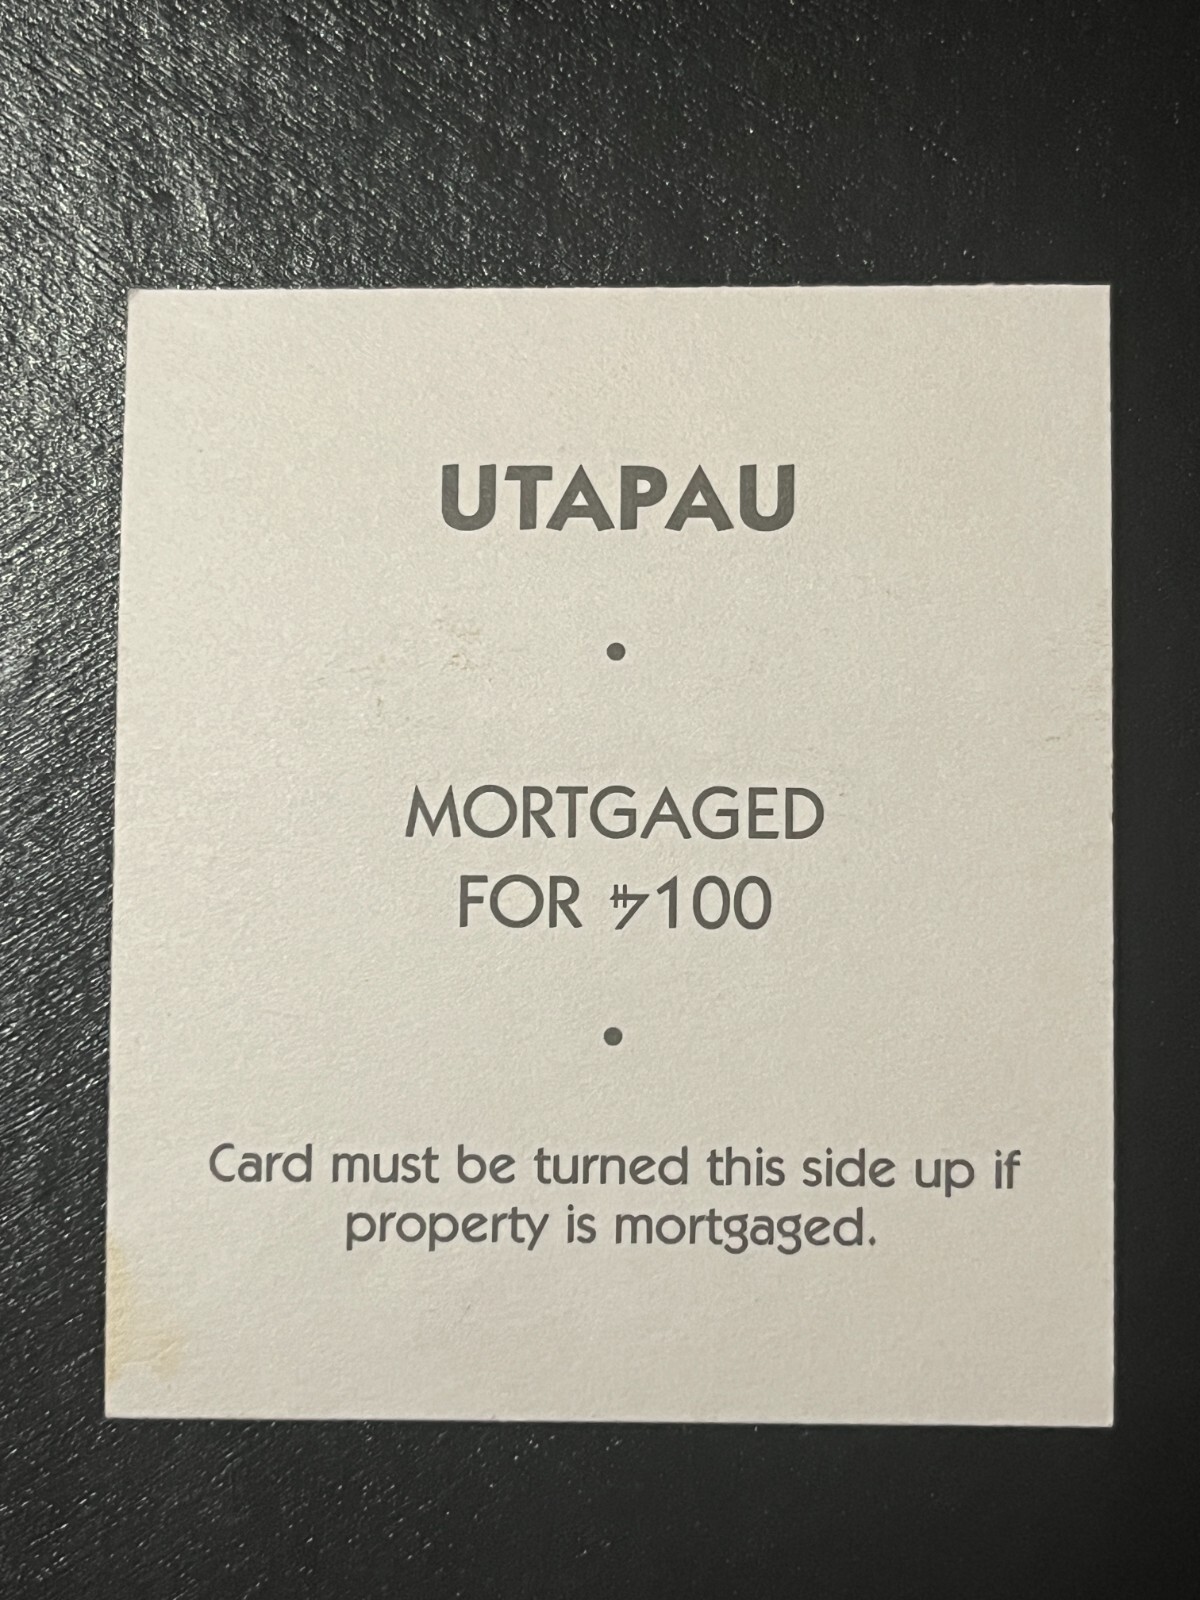 UTAPAU
•
MORTGAGED
FOR 100
•
Card must be turned this side up if
property is mortgaged.